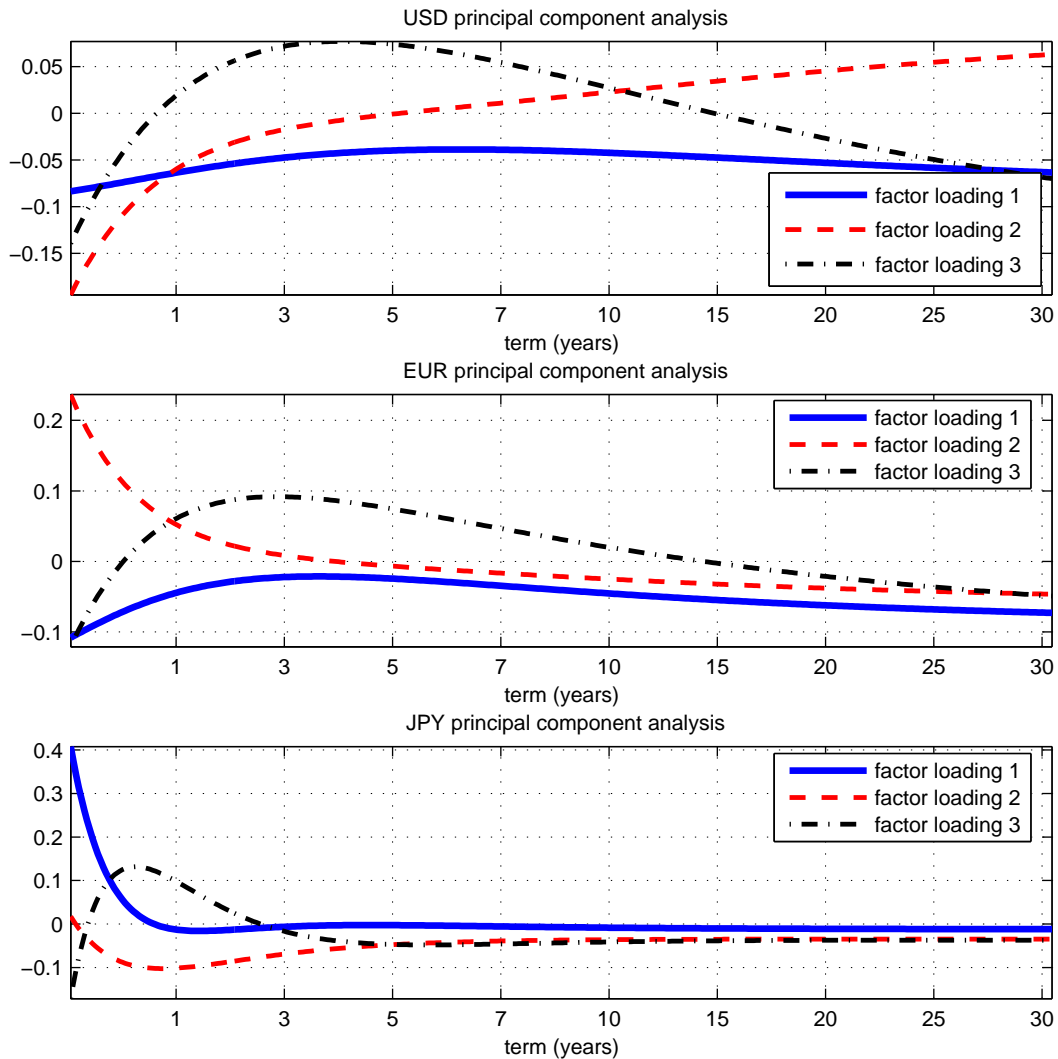 USD principal component analysis
0.05
0
−0.05
−0.1
−0.15
factor loading 1
factor loading 2
factor loading 3
1 3 5 7 10 15 20 25 30
term (years)
EUR principal component analysis
0.2
0.1
0
−0.1
factor loading 1
factor loading 2
factor loading 3
1 3 5 7 10 15 20 25 30
term (years)
JPY principal component analysis
0.4
0.3
0.2
0.1
0
−0.1
factor loading 1
factor loading 2
factor loading 3
1 3 5 7 10 15 20 25 30
term (years)